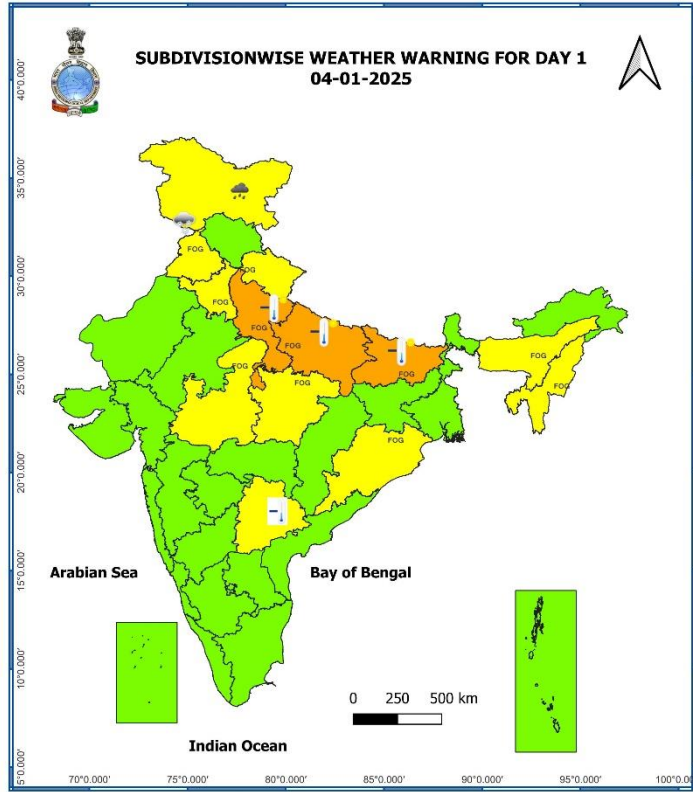 SUBDIVISIONWISE WEATHER WARNING FOR DAY 1
04-01-2025
40°0.000'
35°0.000'
30°0.000'
25°0.000'
20°0.000'
15°0.000'
10°0.000'
5°0.000'
FOG
FOG
FOG
FOG
FOG
FOG
FOG
FOG
FOG
FOG
FOG
Arabian Sea
Bay of Bengal
0 250 500 km
Indian Ocean
70°0.000' 75°0.000' 80°0.000' 85°0.000' 90°0.000' 95°0.000' 100°0.00